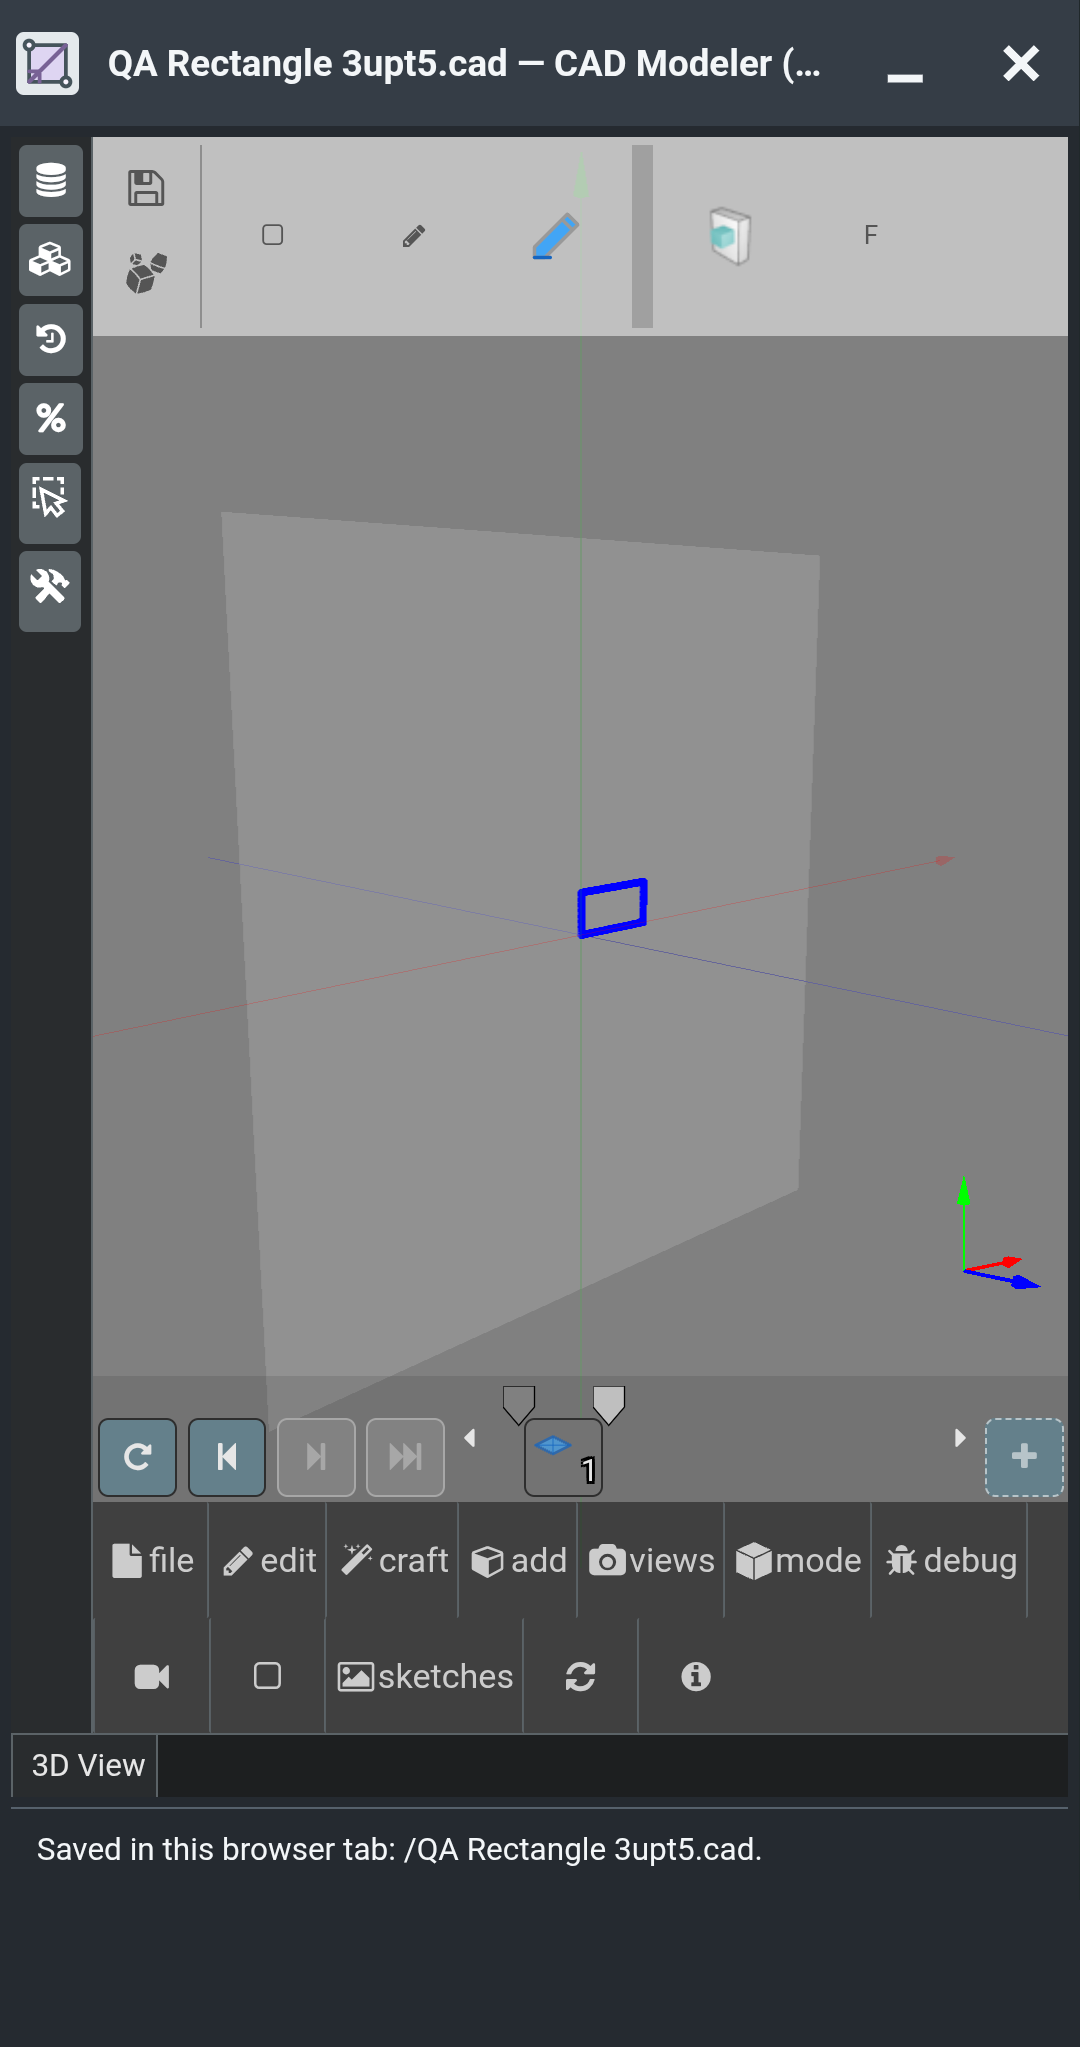 QA Rectangle 3upt5.cad — CAD Modeler (...
F
1
file edit craft add views mode debug
sketches
3D View
Saved in this browser tab: /QA Rectangle 3upt5.cad.